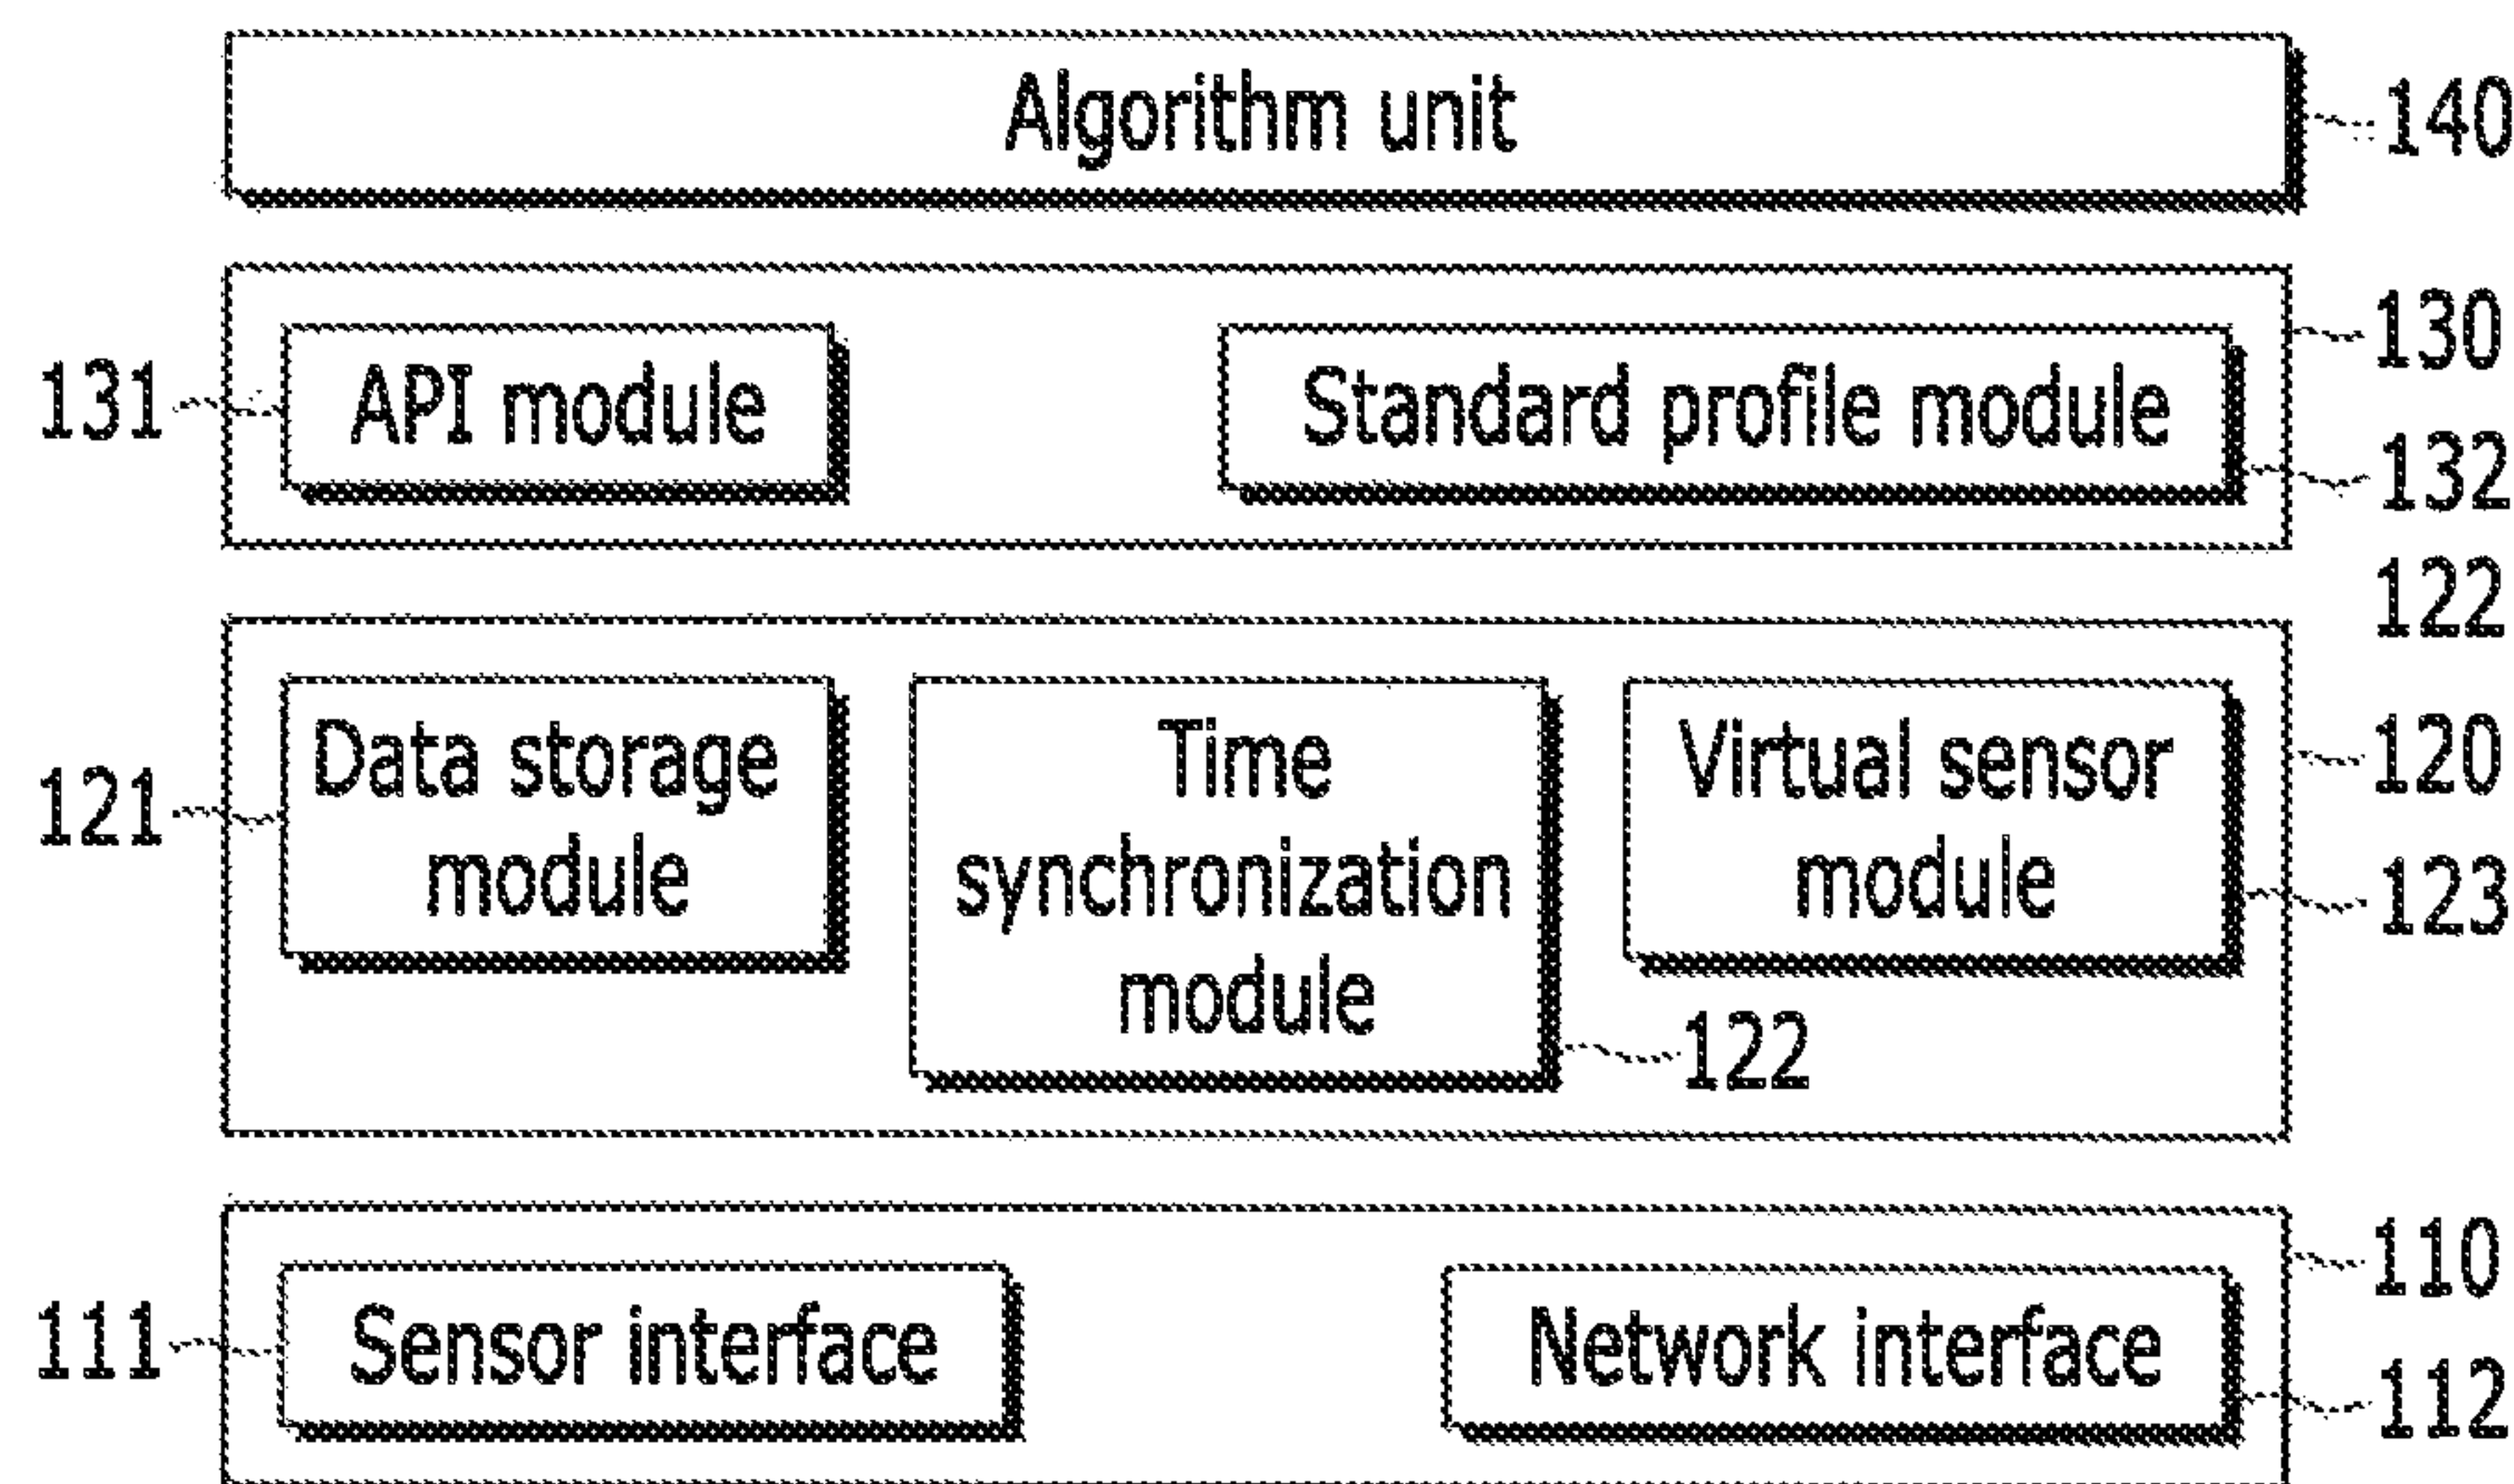 Algorithm unit
140
130
131
API module
Standard profile module
132
122
120
Data storage
module
121
Time
synchronization
module
122
Virtual sensor
module
123
110
111
Sensor interface
Network interface
112